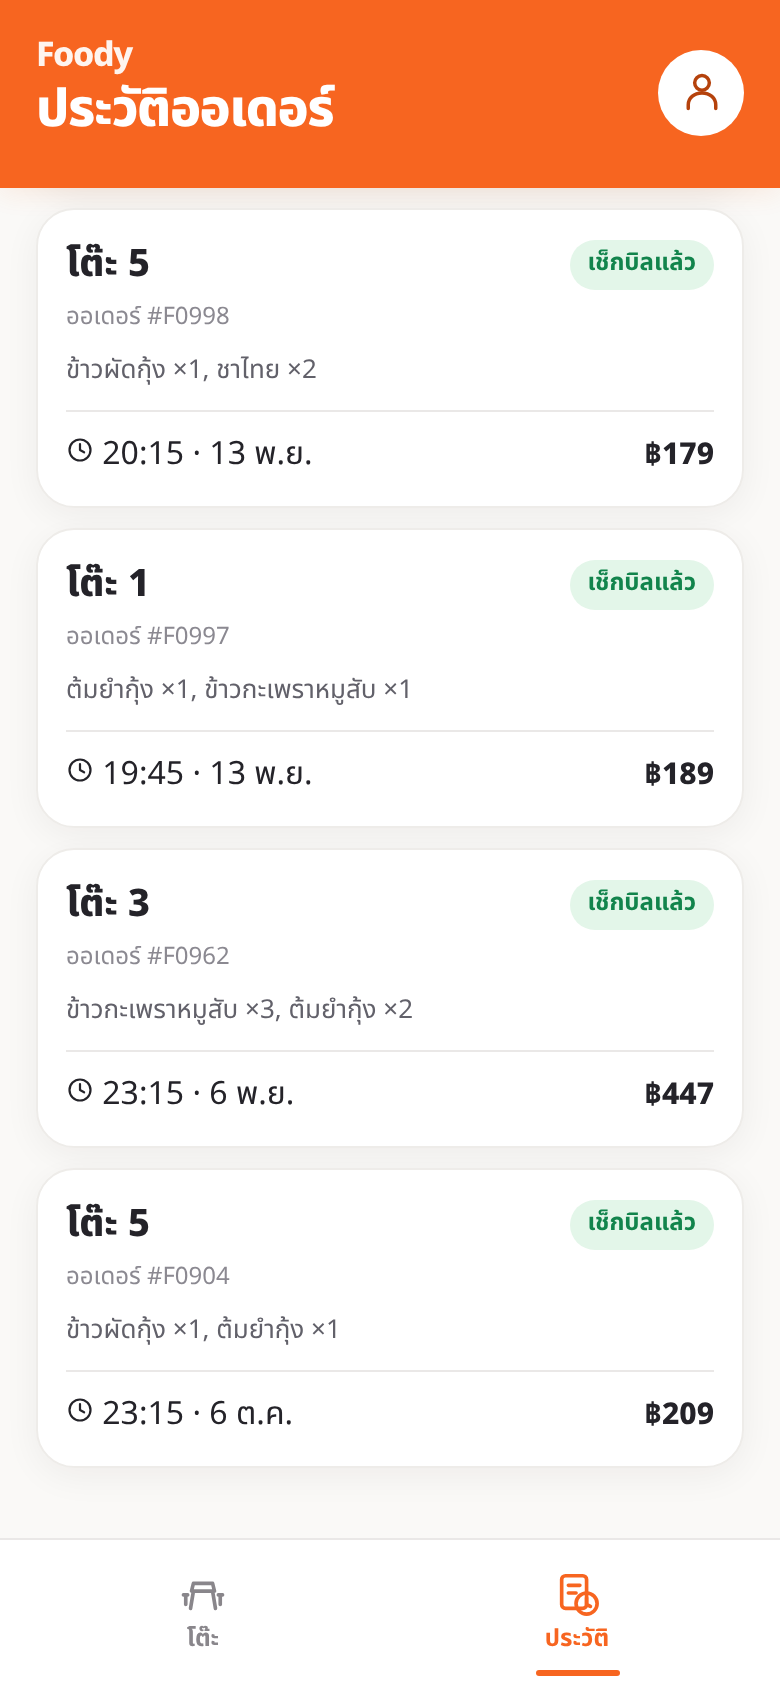 Foody
ประวัติออเดอร์
โต๊ะ 5
เช็กบิลแล้ว
ออเดอร์ #F0998
ข้าวผัดกุ้ง ×1, ชาไทย ×2
20:15 · 13 พ.ย.
฿179
โต๊ะ 1
เช็กบิลแล้ว
ออเดอร์ #F0997
ต้มยำกุ้ง ×1, ข้าวกะเพราหมูสับ ×1
19:45 · 13 พ.ย.
฿189
โต๊ะ 3
เช็กบิลแล้ว
ออเดอร์ #F0962
ข้าวกะเพราหมูสับ ×3, ต้มยำกุ้ง ×2
23:15 · 6 พ.ย.
฿447
โต๊ะ 5
เช็กบิลแล้ว
ออเดอร์ #F0904
ข้าวผัดกุ้ง ×1, ต้มยำกุ้ง ×1
23:15 · 6 ต.ค.
฿209
โต๊ะ
ประวัติ